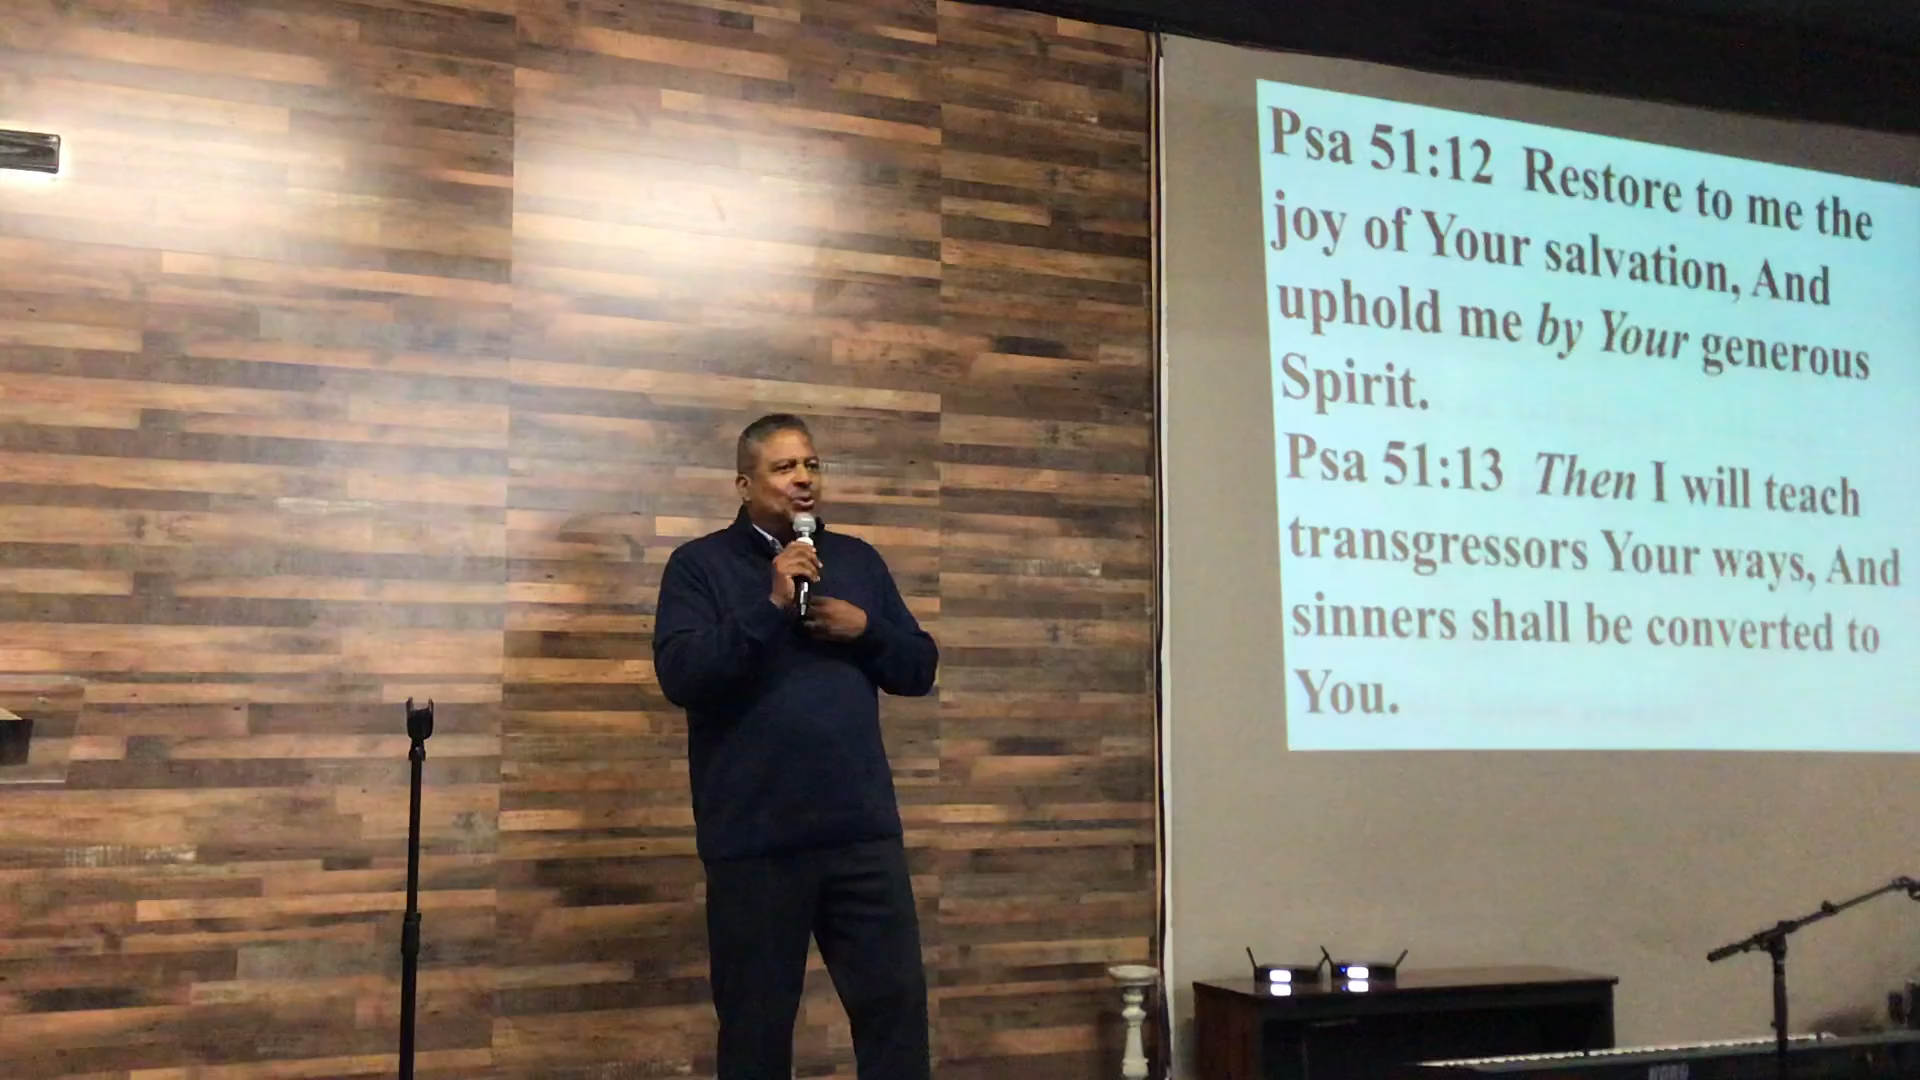 Psa 51:12 Restore to me the
joy of Your salvation, And
uphold me by Your generous
Spirit.
Psa 51:13 Then I will teach
transgressors Your ways, And
sinners shall be converted to
You.
KORG